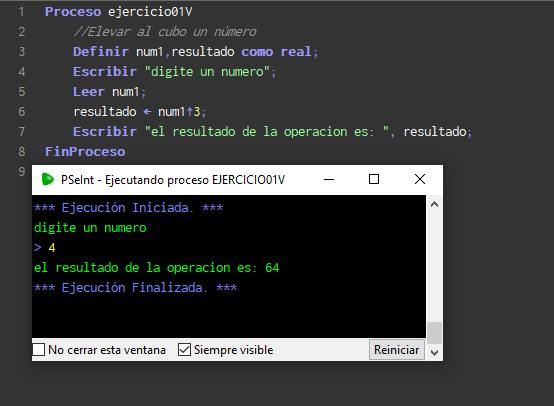 1 Proceso ejercicio01V
2 //Elevar al cubo un número
3 Definir num1,resultado como real;
4 Escribir "digite un numero";
5 Leer num1;
6 resultado ← num1↑3;
7 Escribir "el resultado de la operacion es: ", resultado;
8 FinProceso
9
PSeInt - Ejecutando proceso EJERCICIO01V
*** Ejecución Iniciada. ***
digite un numero
> 4
el resultado de la operacion es: 64
*** Ejecución Finalizada. ***
No cerrar esta ventana Siempre visible Reiniciar